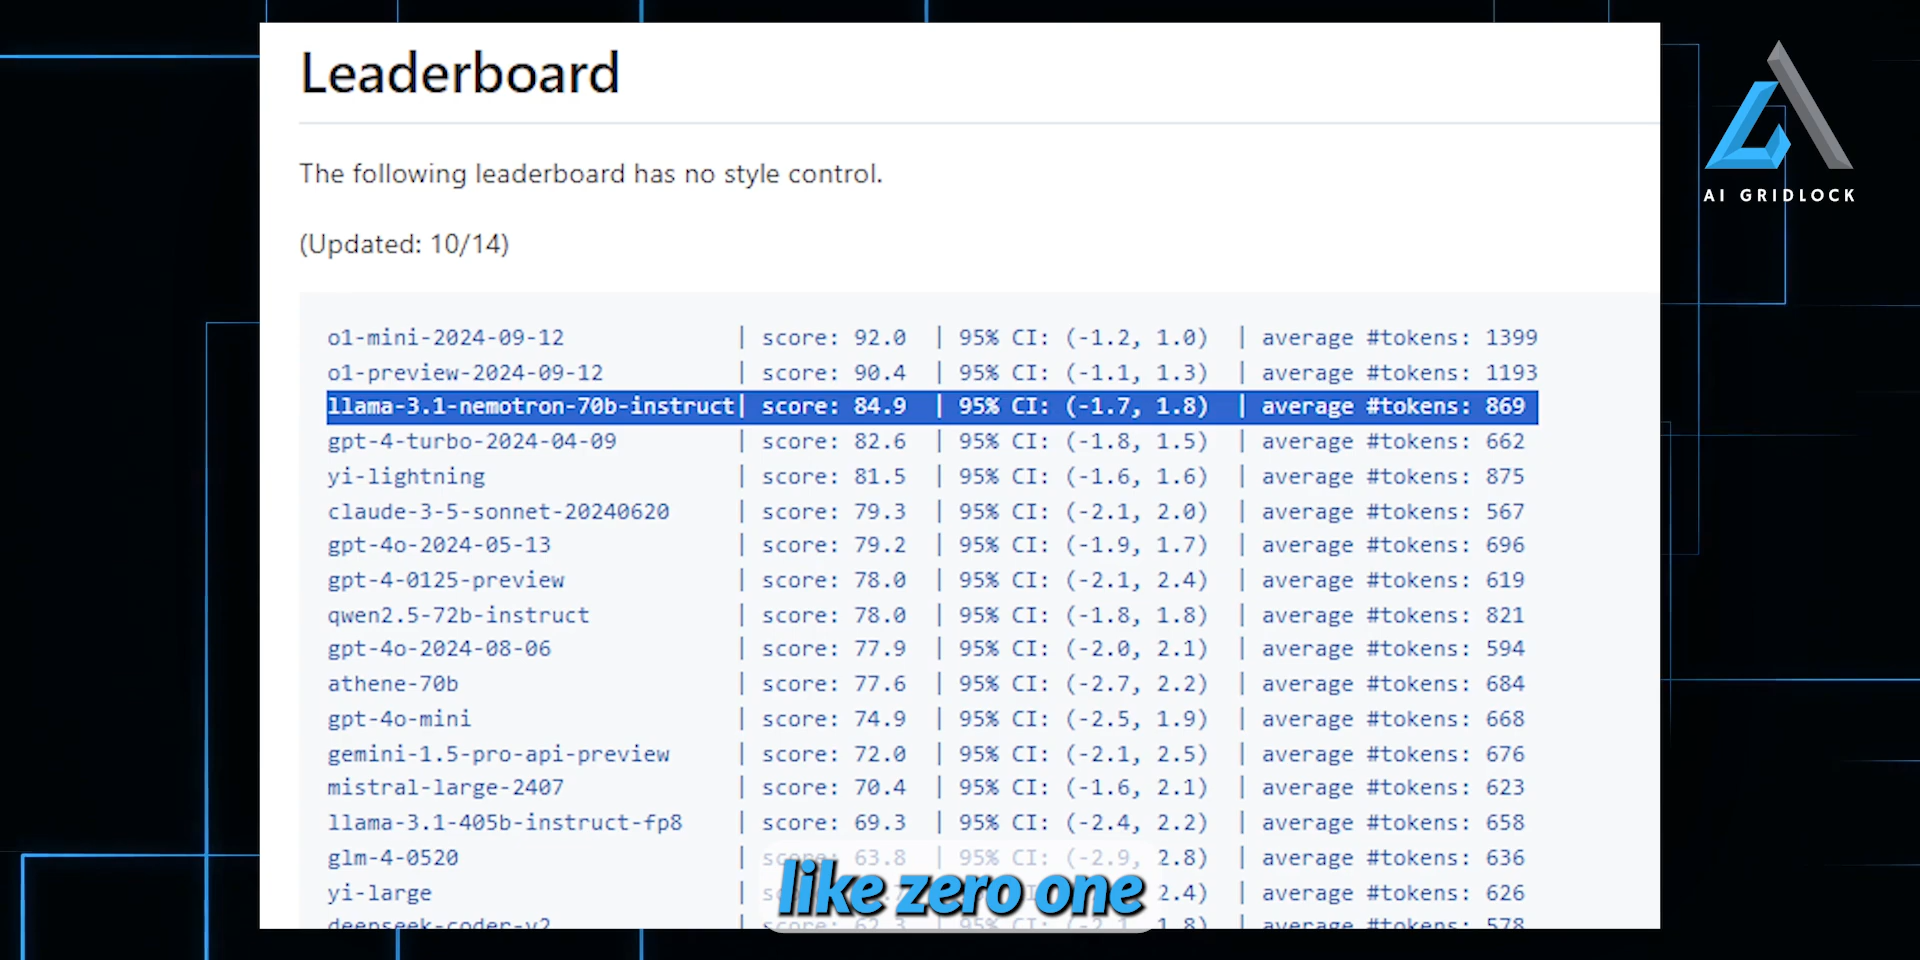 Leaderboard
AI GRIDLOCK
The following leaderboard has no style control.
(Updated: 10/14)
o1-mini-2024-09-12 | score: 92.0 | 95% CI: (-1.2, 1.0) | average #tokens: 1399
o1-preview-2024-09-12 | score: 90.4 | 95% CI: (-1.1, 1.3) | average #tokens: 1193
llama-3.1-nemotron-70b-instruct| score: 84.9 | 95% CI: (-1.7, 1.8) | average #tokens: 869
gpt-4-turbo-2024-04-09 | score: 82.6 | 95% CI: (-1.8, 1.5) | average #tokens: 662
yi-lightning | score: 81.5 | 95% CI: (-1.6, 1.6) | average #tokens: 875
claude-3-5-sonnet-20240620 | score: 79.3 | 95% CI: (-2.1, 2.0) | average #tokens: 567
gpt-4o-2024-05-13 | score: 79.2 | 95% CI: (-1.9, 1.7) | average #tokens: 696
gpt-4-0125-preview | score: 78.0 | 95% CI: (-2.1, 2.4) | average #tokens: 619
qwen2.5-72b-instruct | score: 78.0 | 95% CI: (-1.8, 1.8) | average #tokens: 821
gpt-4o-2024-08-06 | score: 77.9 | 95% CI: (-2.0, 2.1) | average #tokens: 594
athene-70b | score: 77.6 | 95% CI: (-2.7, 2.2) | average #tokens: 684
gpt-4o-mini | score: 74.9 | 95% CI: (-2.5, 1.9) | average #tokens: 668
gemini-1.5-pro-api-preview | score: 72.0 | 95% CI: (-2.1, 2.5) | average #tokens: 676
mistral-large-2407 | score: 70.4 | 95% CI: (-1.6, 2.1) | average #tokens: 623
llama-3.1-405b-instruct-fp8 | score: 69.3 | 95% CI: (-2.4, 2.2) | average #tokens: 658
glm-4-0520 | score: 63.8 | 95% CI: (-2.9, 2.8) | average #tokens: 636
yi-large | 2.4) | average #tokens: 626
like zero one
deepseek-coder-v2 | score: 62.3 | 95% CI: (-2.1, 1.8) | average #tokens: 578